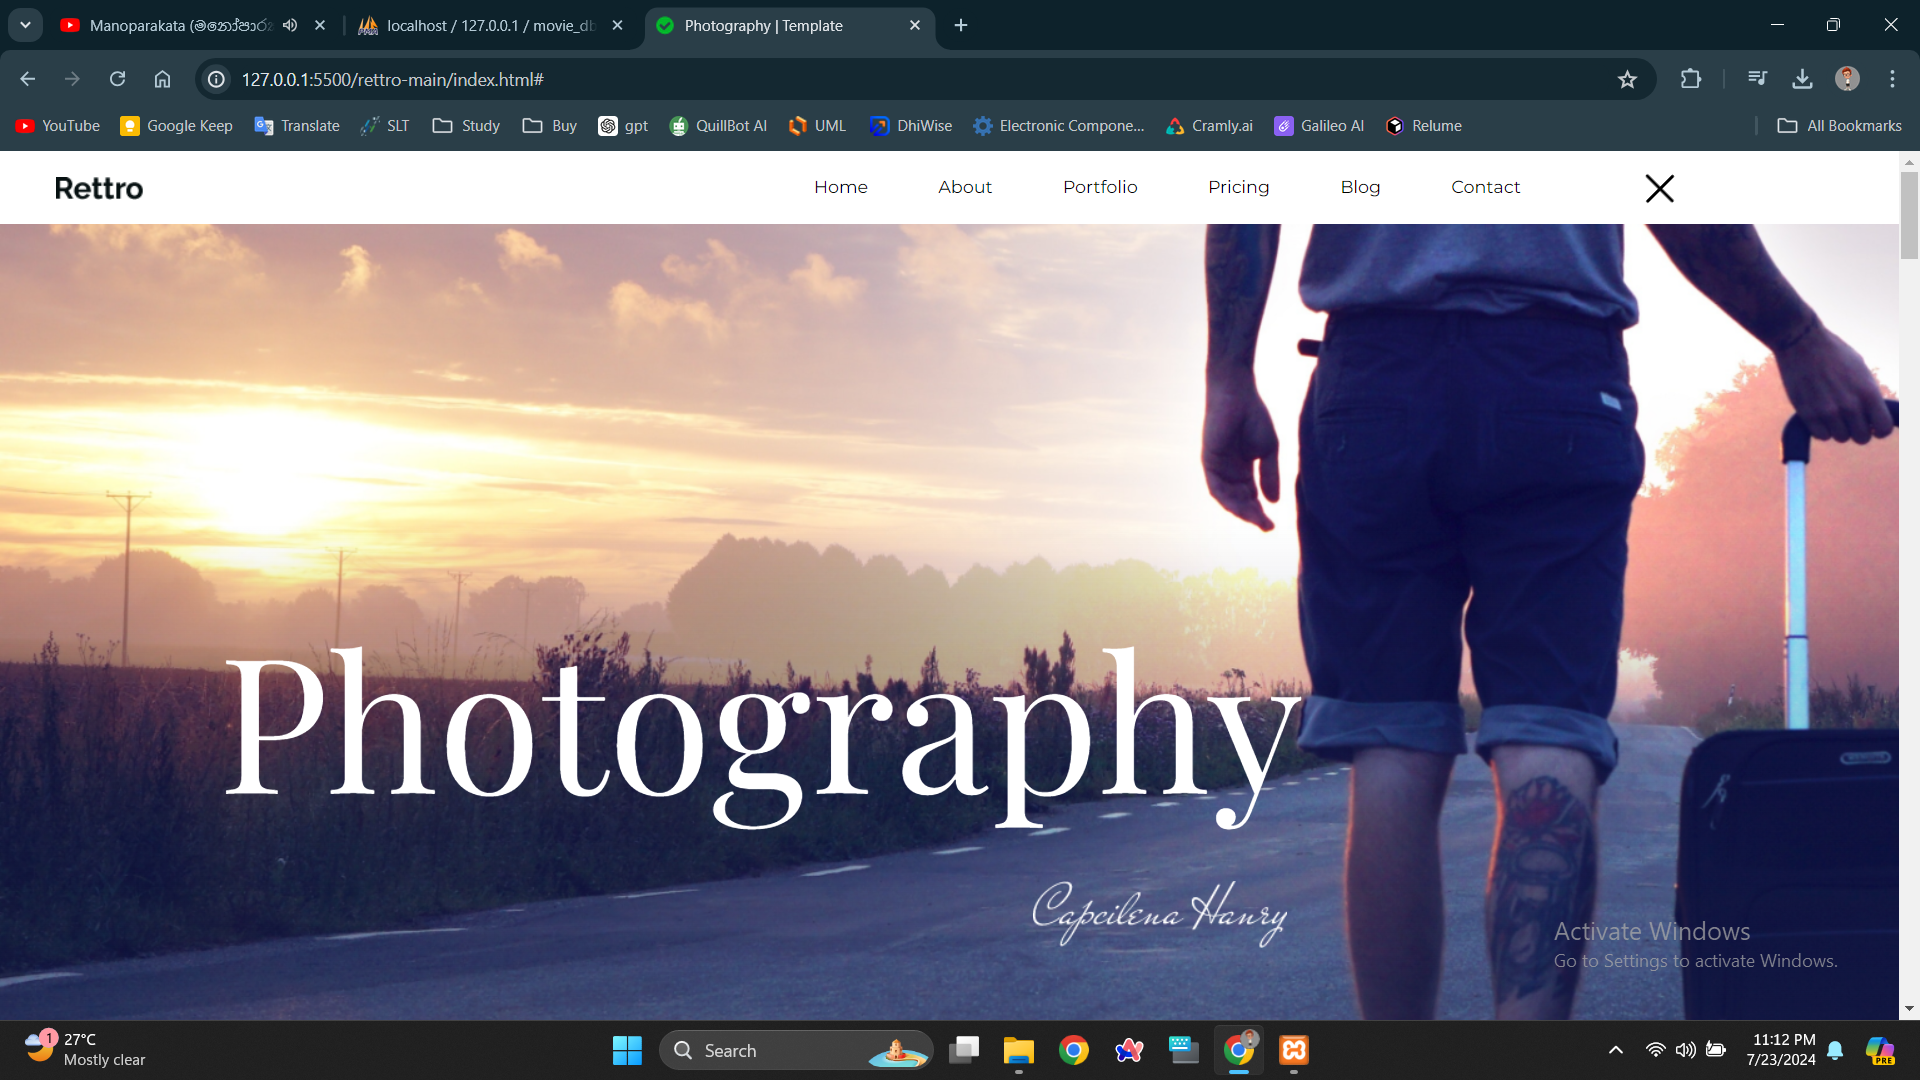 Manoparakata (මනෝපාරක
localhost / 127.0.0.1 / movie_db
Photography | Template
127.0.0.1:5500/rettro-main/index.html#
YouTube Google Keep Translate SLT Study Buy gpt QuillBot AI UML DhiWise Electronic Compone... Cramly.ai Galileo AI Relume All Bookmarks
Rettro Home About Portfolio Pricing Blog Contact
Photography
Capcilena Hanry
Activate Windows
Go to Settings to activate Windows.
1
27°C
Mostly clear
Search
11:12 PM
7/23/2024
PRE